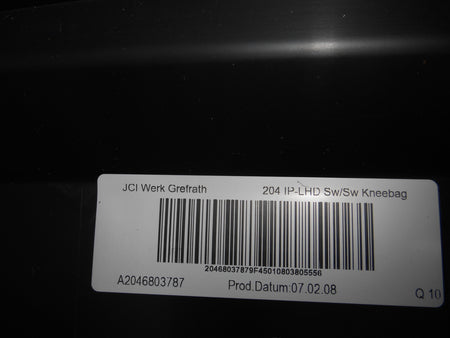 JCI Werk Grefrath 204 IP-LHD Sw/Sw Kneebag
20468037879F45010803805556
A2046803787 Prod.Datum:07.02.08 Q 10